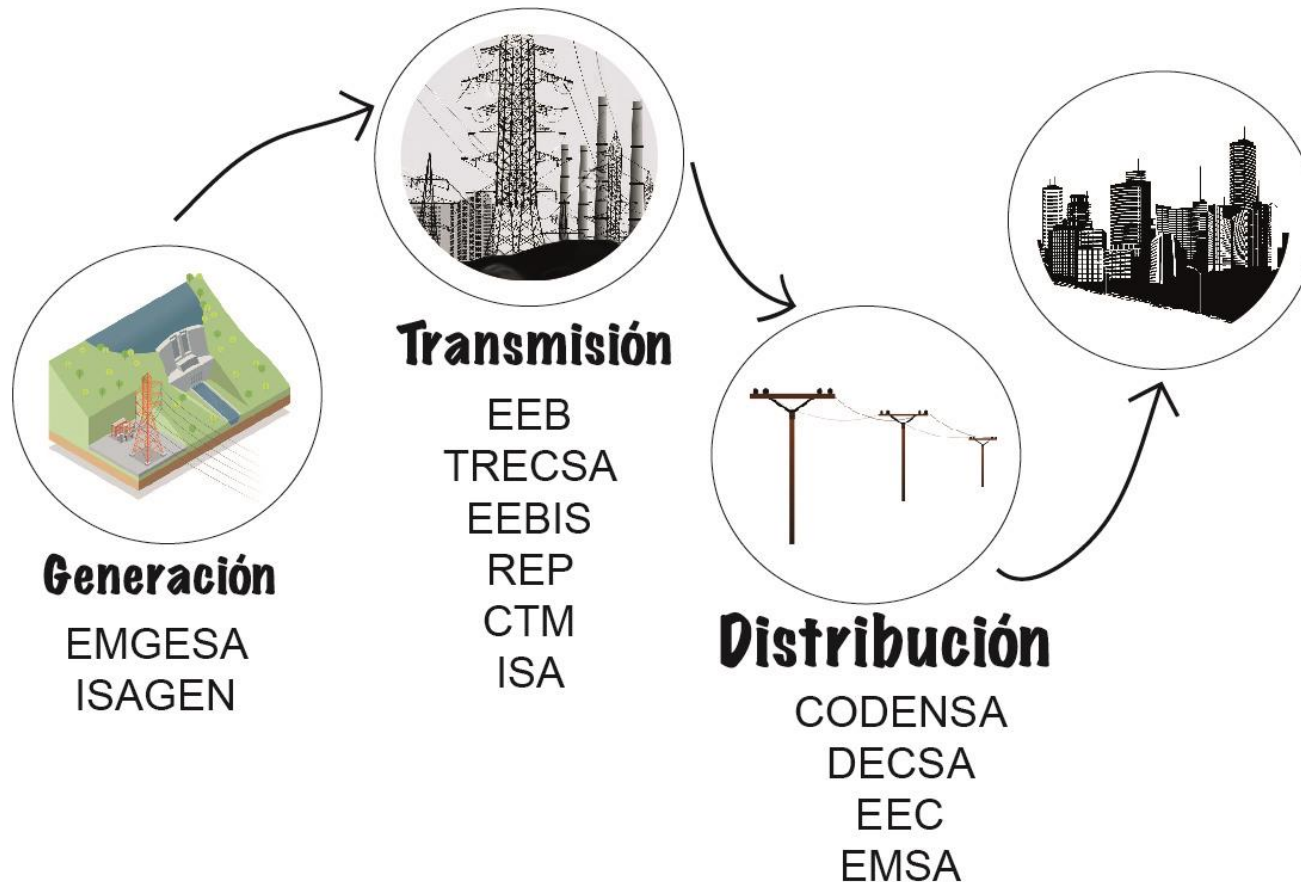 Generación
EMGESA
ISAGEN
Transmisión
EEB
TRECSA
EEBIS
REP
CTM
ISA
Distribución
CODENSA
DECSA
EEC
EMSA